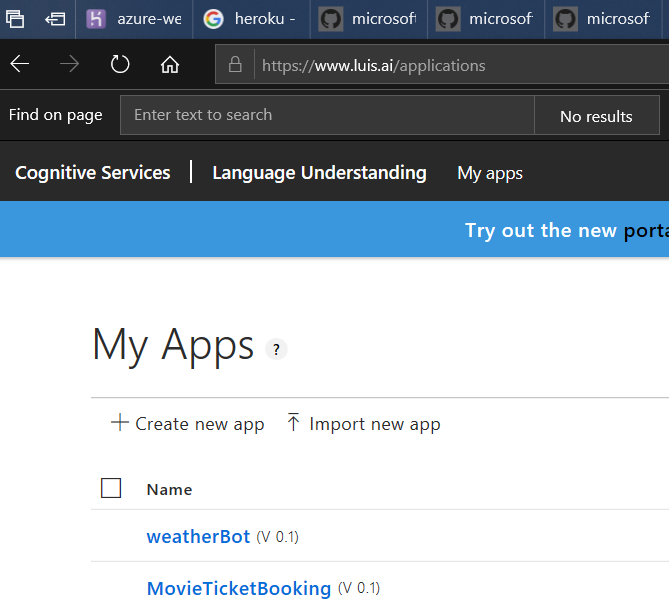 azure-we heroku - microsof microsof microsof
https://www.luis.ai/applications
Find on page Enter text to search No results
Cognitive Services Language Understanding My apps
Try out the new porta
My Apps ?
Create new app Import new app
Name
weatherBot (V 0.1)
MovieTicketBooking (V 0.1)